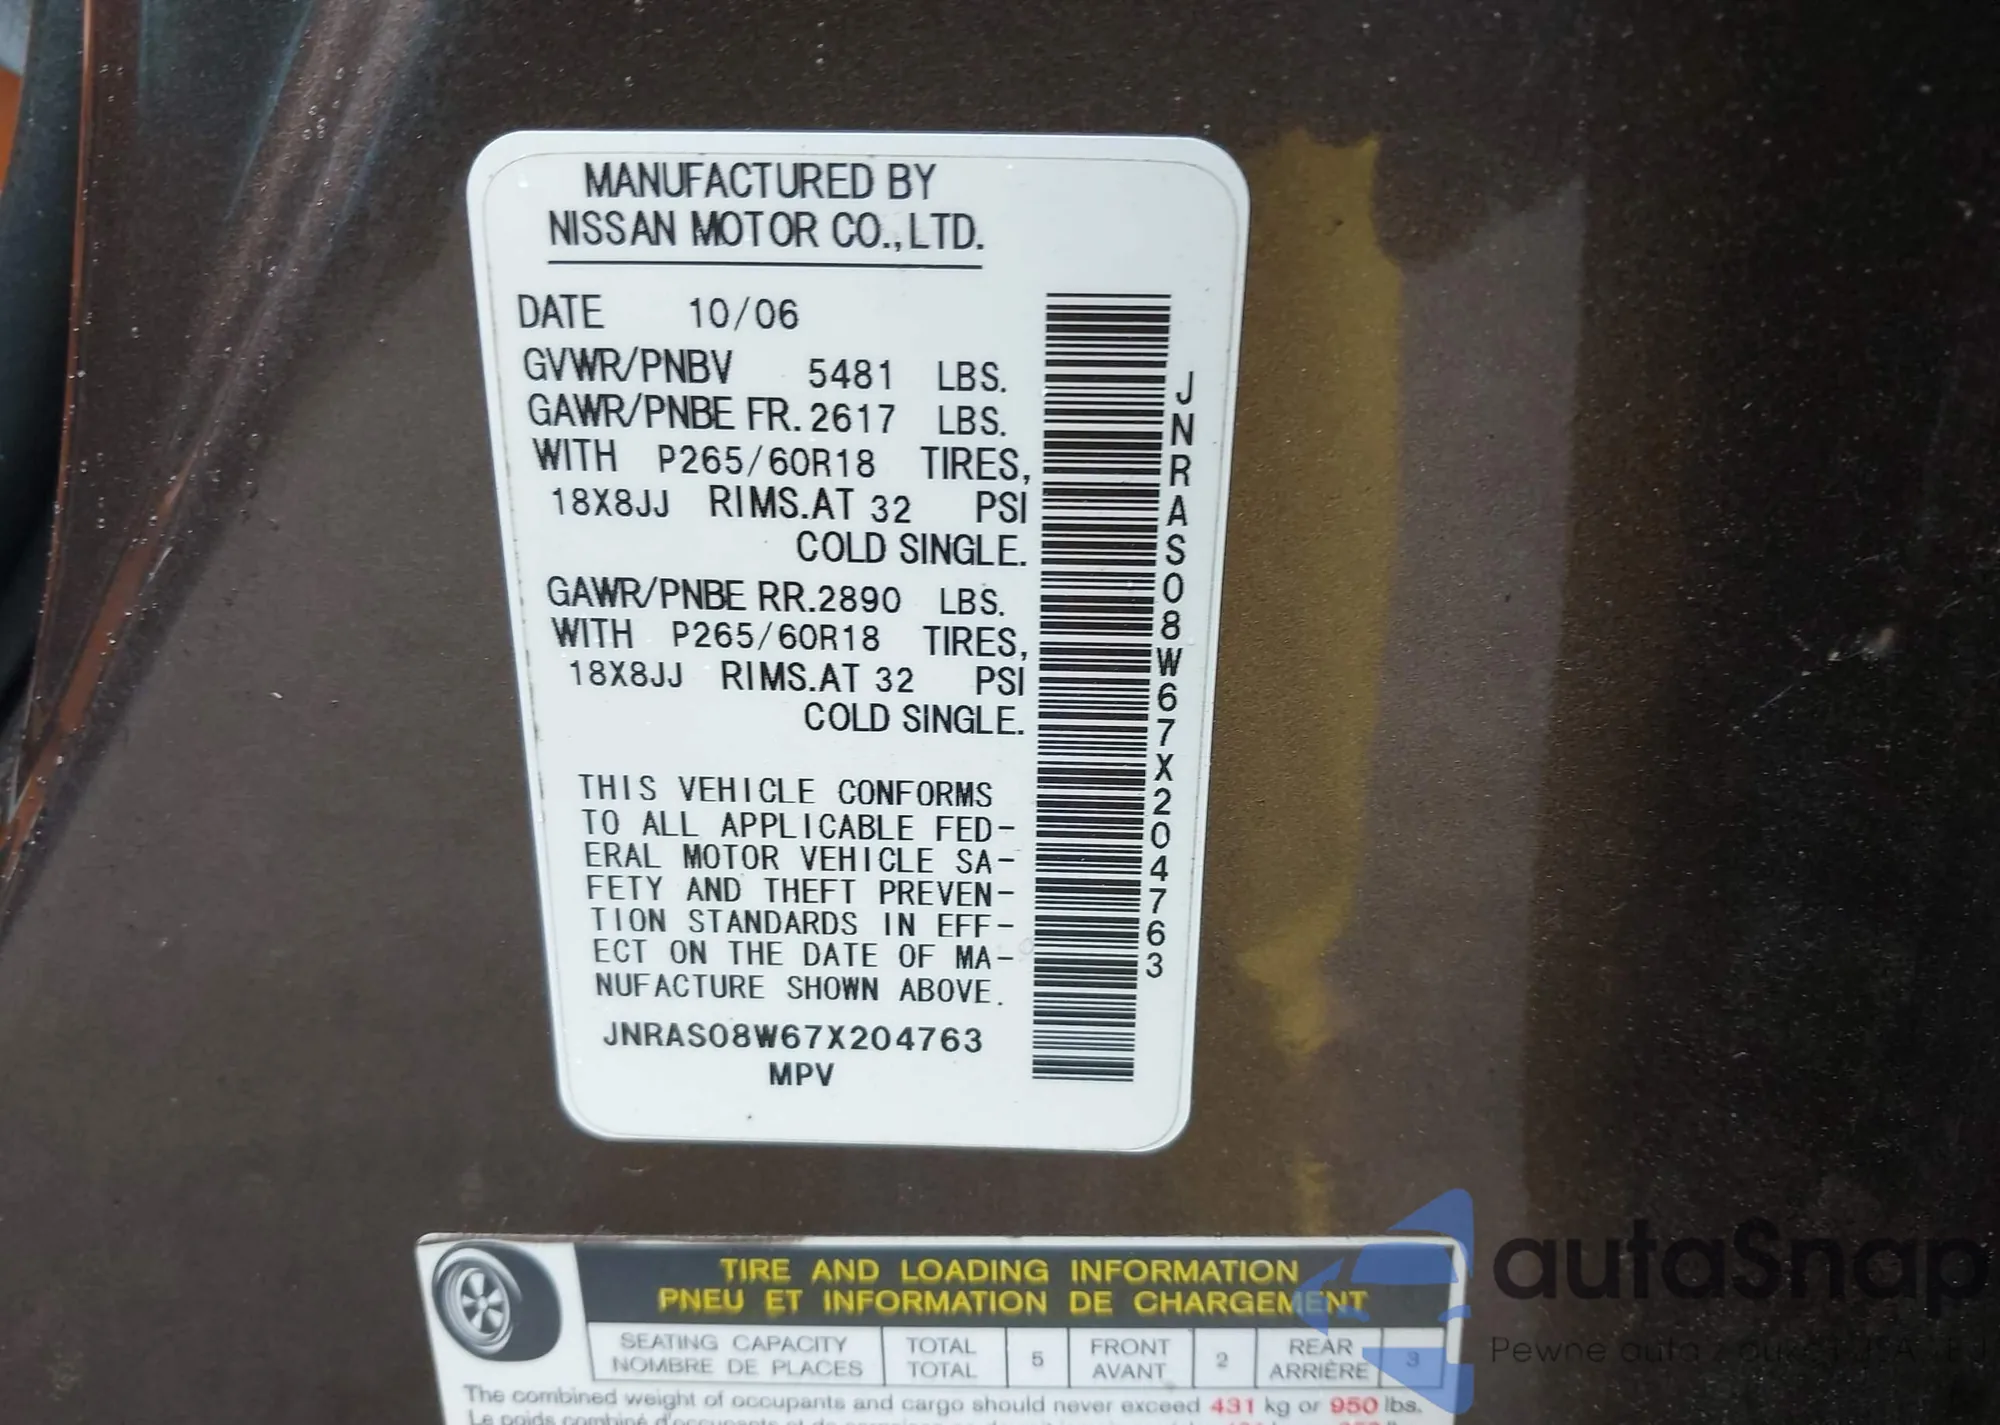 MANUFACTURED BY
NISSAN MOTOR CO.,LTD.
DATE 10/06
GVWR/PNBV 5481 LBS.
GAWR/PNBE FR.2617 LBS.
WITH P265/60R18 TIRES,
18X8JJ RIMS.AT 32 PSI
COLD SINGLE.
GAWR/PNBE RR.2890 LBS.
WITH P265/60R18 TIRES,
18X8JJ RIMS.AT 32 PSI
COLD SINGLE.
THIS VEHICLE CONFORMS
TO ALL APPLICABLE FED-
ERAL MOTOR VEHICLE SA-
FETY AND THEFT PREVEN-
TION STANDARDS IN EFF-
ECT ON THE DATE OF MA-
NUFACTURE SHOWN ABOVE.
JNRAS08W67X204763
MPV
JNRAS08W67X204763
TIRE AND LOADING INFORMATION
PNEU ET INFORMATION DE CHARGEMENT
SEATING CAPACITY TOTAL 5 FRONT 2 REAR 3
NOMBRE DE PLACES TOTAL AVANT ARRIÈRE
The combined weight of occupants and cargo should never exceed 431 kg or 950 lbs.
Le poids combiné
autaSnap
Pewne auta z